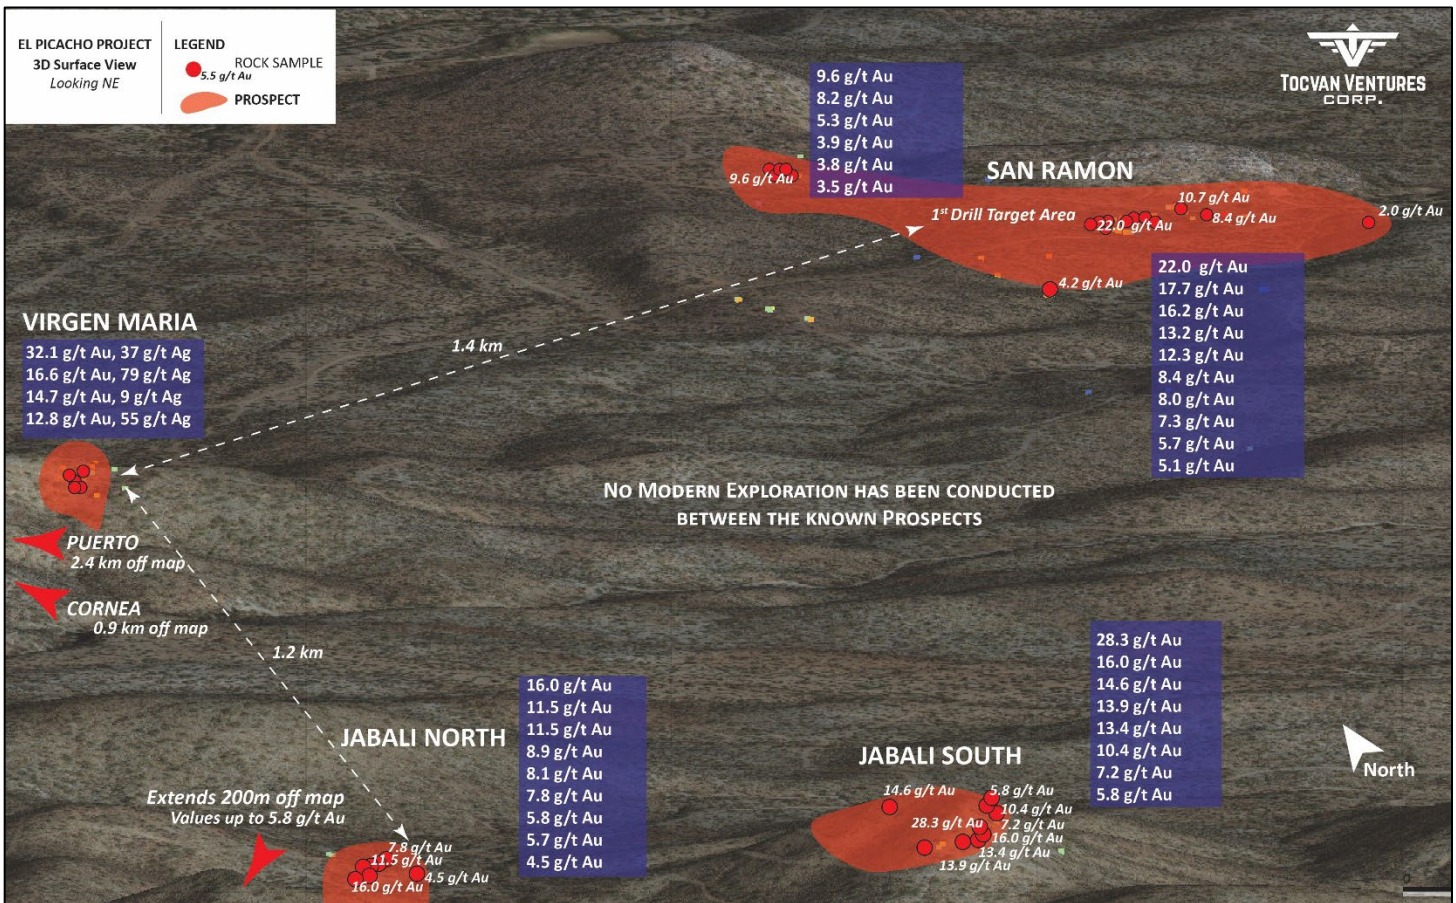 EL PICACHO PROJECT
3D Surface View
Looking NE
LEGEND
ROCK SAMPLE
5.5 g/t Au
PROSPECT
TOCVAN VENTURES
CORP.
9.6 g/t Au
8.2 g/t Au
5.3 g/t Au
3.9 g/t Au
3.8 g/t Au
3.5 g/t Au
SAN RAMON
9.6 g/t Au
1st Drill Target Area
22.0 g/t Au
10.7 g/t Au
8.4 g/t Au
2.0 g/t Au
4.2 g/t Au
22.0 g/t Au
17.7 g/t Au
16.2 g/t Au
13.2 g/t Au
12.3 g/t Au
8.4 g/t Au
8.0 g/t Au
7.3 g/t Au
5.7 g/t Au
5.1 g/t Au
VIRGEN MARIA
32.1 g/t Au, 37 g/t Ag
16.6 g/t Au, 79 g/t Ag
14.7 g/t Au, 9 g/t Ag
12.8 g/t Au, 55 g/t Ag
1.4 km
NO MODERN EXPLORATION HAS BEEN CONDUCTED
BETWEEN THE KNOWN PROSPECTS
PUERTO
2.4 km off map
CORNEA
0.9 km off map
1.2 km
JABALI NORTH
16.0 g/t Au
11.5 g/t Au
11.5 g/t Au
8.9 g/t Au
8.1 g/t Au
7.8 g/t Au
5.8 g/t Au
5.7 g/t Au
4.5 g/t Au
Extends 200m off map
Values up to 5.8 g/t Au
7.8 g/t Au
11.5 g/t Au
4.5 g/t Au
16.0 g/t Au
JABALI SOUTH
28.3 g/t Au
16.0 g/t Au
14.6 g/t Au
13.9 g/t Au
13.4 g/t Au
10.4 g/t Au
7.2 g/t Au
5.8 g/t Au
14.6 g/t Au
5.8 g/t Au
10.4 g/t Au
28.3 g/t Au
7.2 g/t Au
16.0 g/t Au
13.4 g/t Au
13.9 g/t Au
North
0